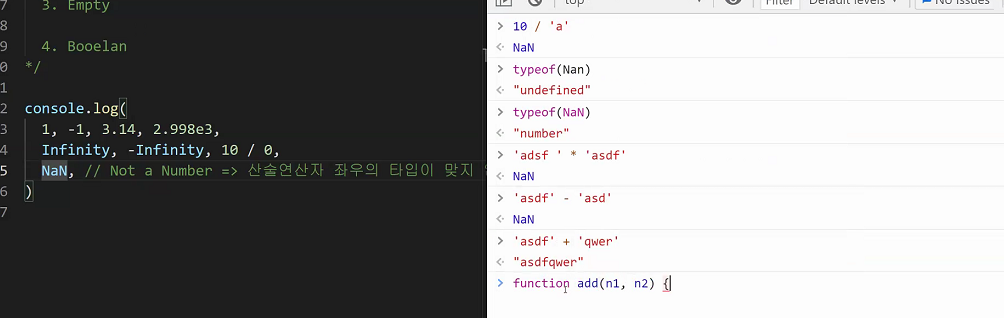 7 3. Empty
8
9 4. Booelan
0 */
1
2 console.log(
3 1, -1, 3.14, 2.998e3,
4 Infinity, -Infinity, 10 / 0,
5 NaN, // Not a Number => 산술연산자 좌우의 타입이 맞지
6 )
7
top Filter Default levels No Issues
> 10 / 'a'
<· NaN
> typeof(Nan)
<· "undefined"
> typeof(NaN)
<· "number"
> 'adsf ' * 'asdf'
<· NaN
> 'asdf' - 'asd'
<· NaN
> 'asdf' + 'qwer'
<· "asdfqwer"
> function add(n1, n2) {